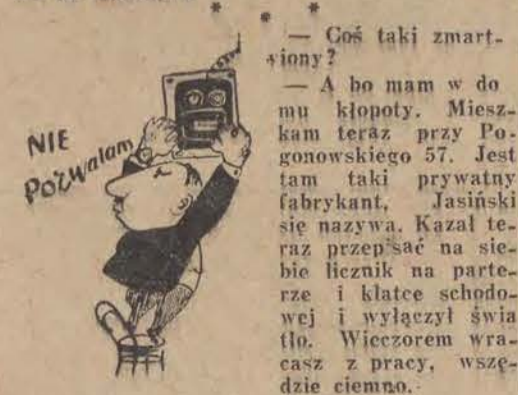 * * *
— Coś taki zmart-
wiony?
— A bo mam w do
mu kłopoty. Miesz-
kam teraz przy Po-
gonowskiego 57. Jest
tam taki prywatny
fabrykant, Jasiński
się nazywa. Kazał te-
raz przep'sać na sie-
bie licznik na parte-
rze i klatce schodo-
wej i wyłączył świa
tło. Wieczorem wra-
casz z pracy, wszę-
dzie ciemno.
NIE
POZWALAM